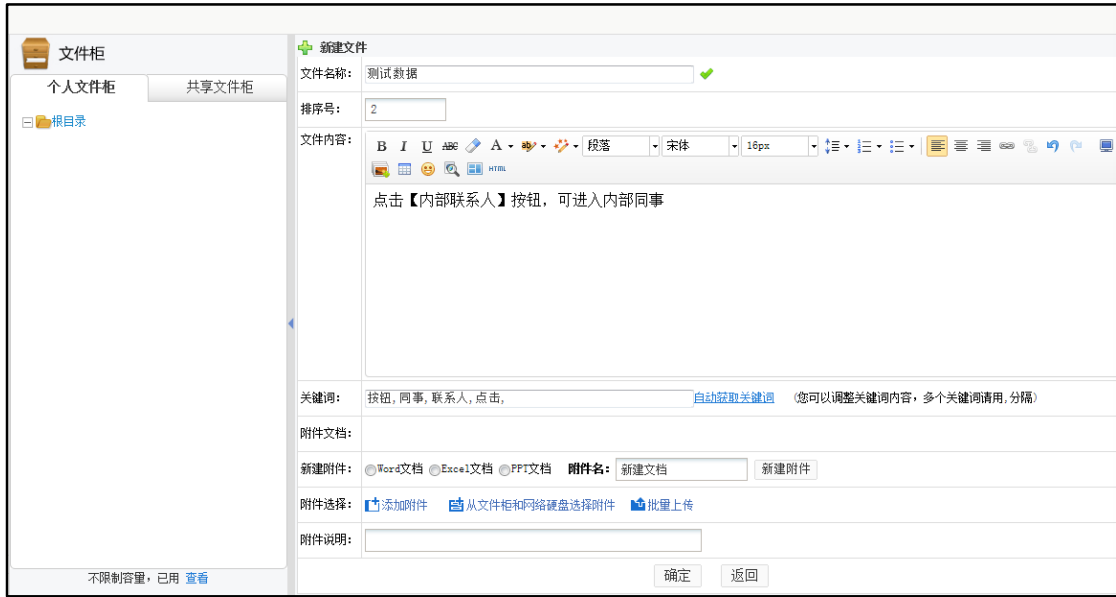 文件柜
个人文件柜 共享文件柜
根目录
不限制容量，已用 查看
新建文件
文件名称： 测试数据
排序号： 2
文件内容：
B I U ABC A ab 段落 宋体 16px
HTML
点击【内部联系人】按钮，可进入内部同事
关键词： 按钮,同事,联系人,点击, 自动获取关键词 (您可以调整关键词内容，多个关键词请用,分隔)
附件文档：
新建附件： Word文档 Excel文档 PPT文档 附件名： 新建文档 新建附件
附件选择： 添加附件 从文件柜和网络硬盘选择附件 批量上传
附件说明：
确定 返回